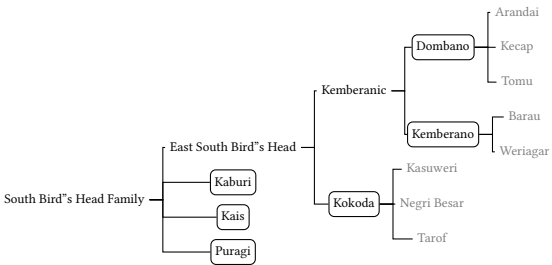 Arandai
Dombano
Kecap
Tomu
Kemberanic
Barau
Kemberano
Weriagar
East South Bird"s Head
Kasuweri
Kaburi
South Bird"s Head Family
Kokoda
Negri Besar
Kais
Tarof
Puragi